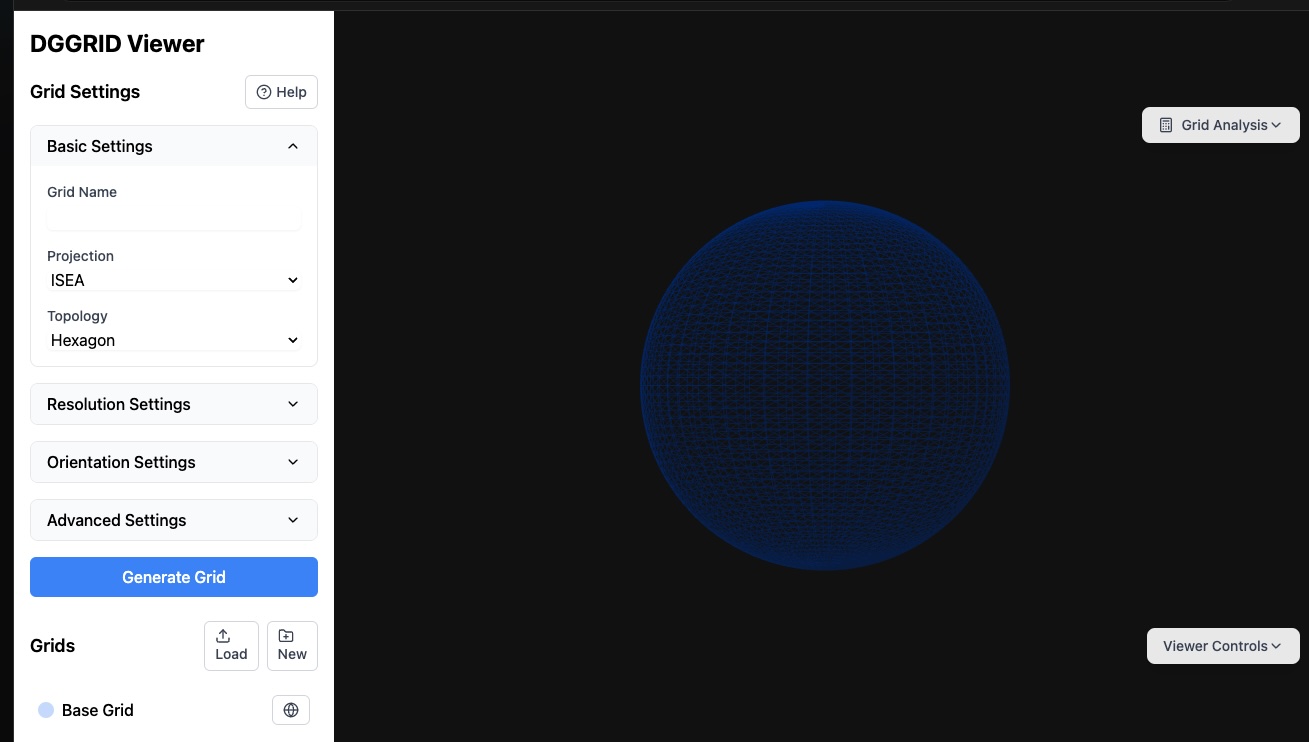 DGGRID Viewer
Grid Settings
Help
Basic Settings
Grid Name
Projection
ISEA
Topology
Hexagon
Resolution Settings
Orientation Settings
Advanced Settings
Generate Grid
Grids
Load
New
Base Grid
Grid Analysis
Viewer Controls